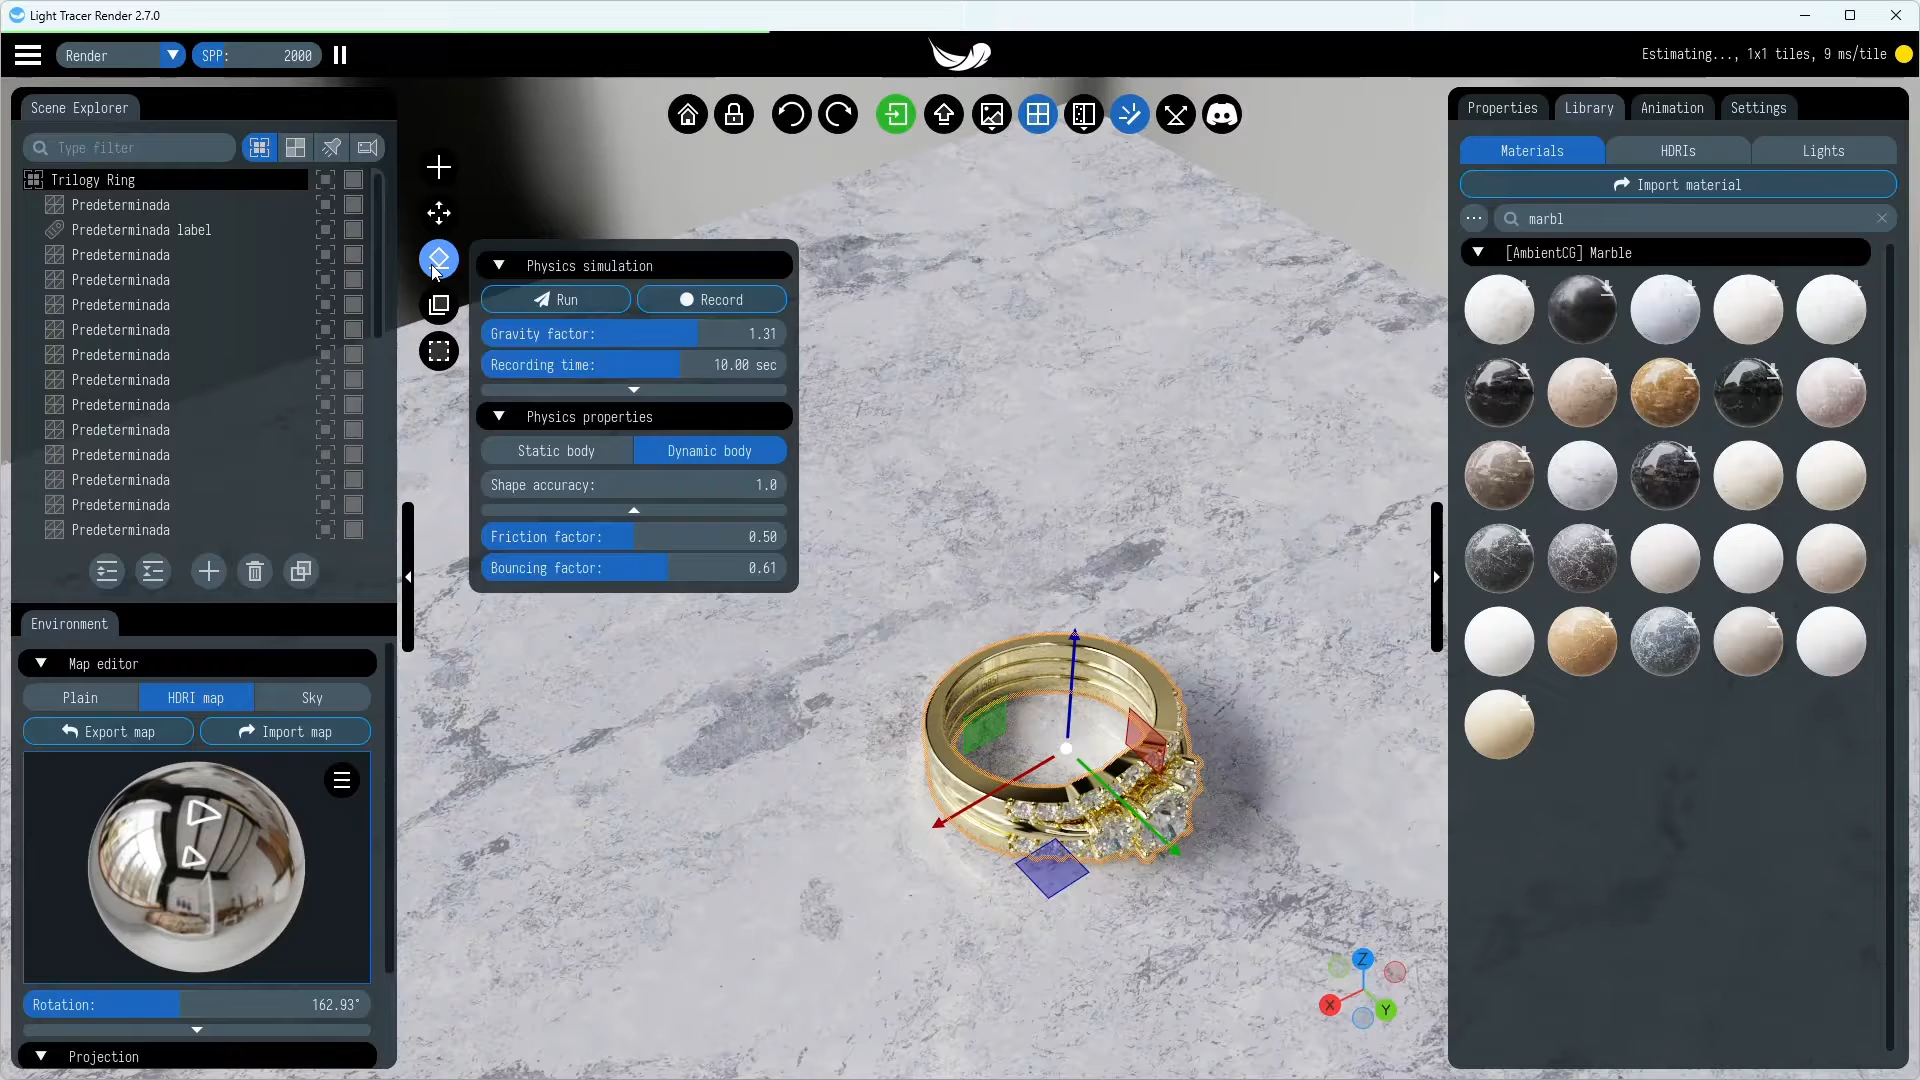 Light Tracer Render 2.7.0
Render
SPP: 2000
Estimating..., 1x1 tiles, 9 ms/tile
Scene Explorer
Type filter
Trilogy Ring
Predeterminada
Predeterminada label
Predeterminada
Predeterminada
Predeterminada
Predeterminada
Predeterminada
Predeterminada
Predeterminada
Predeterminada
Predeterminada
Predeterminada
Predeterminada
Predeterminada
Environment
Map editor
Plain HDRI map Sky
Export map Import map
Rotation: 162.93°
Projection
Physics simulation
Run Record
Gravity factor: 1.31
Recording time: 10.00 sec
Physics properties
Static body Dynamic body
Shape accuracy: 1.0
Friction factor: 0.50
Bouncing factor: 0.61
Z
X
Y
Properties Library Animation Settings
Materials HDRIs Lights
Import material
marbl
[AmbientCG] Marble